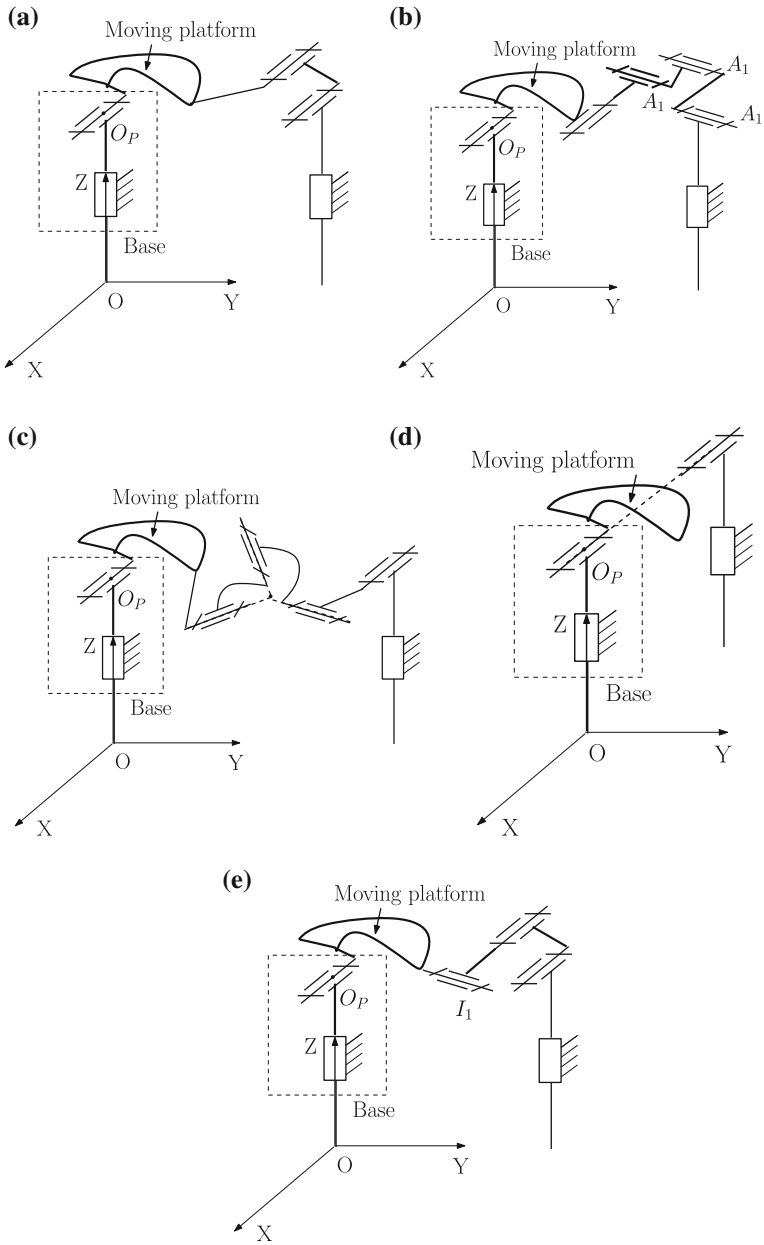 (a)
Moving platform
O_P
Z
Base
O
Y
X
(b)
Moving platform
A_1
A_1
A_1
O_P
Z
Base
O
Y
X
(c)
Moving platform
O_P
Z
Base
O
Y
X
(d)
Moving platform
O_P
Z
Base
O
Y
X
(e)
Moving platform
I_1
O_P
Z
Base
O
Y
X